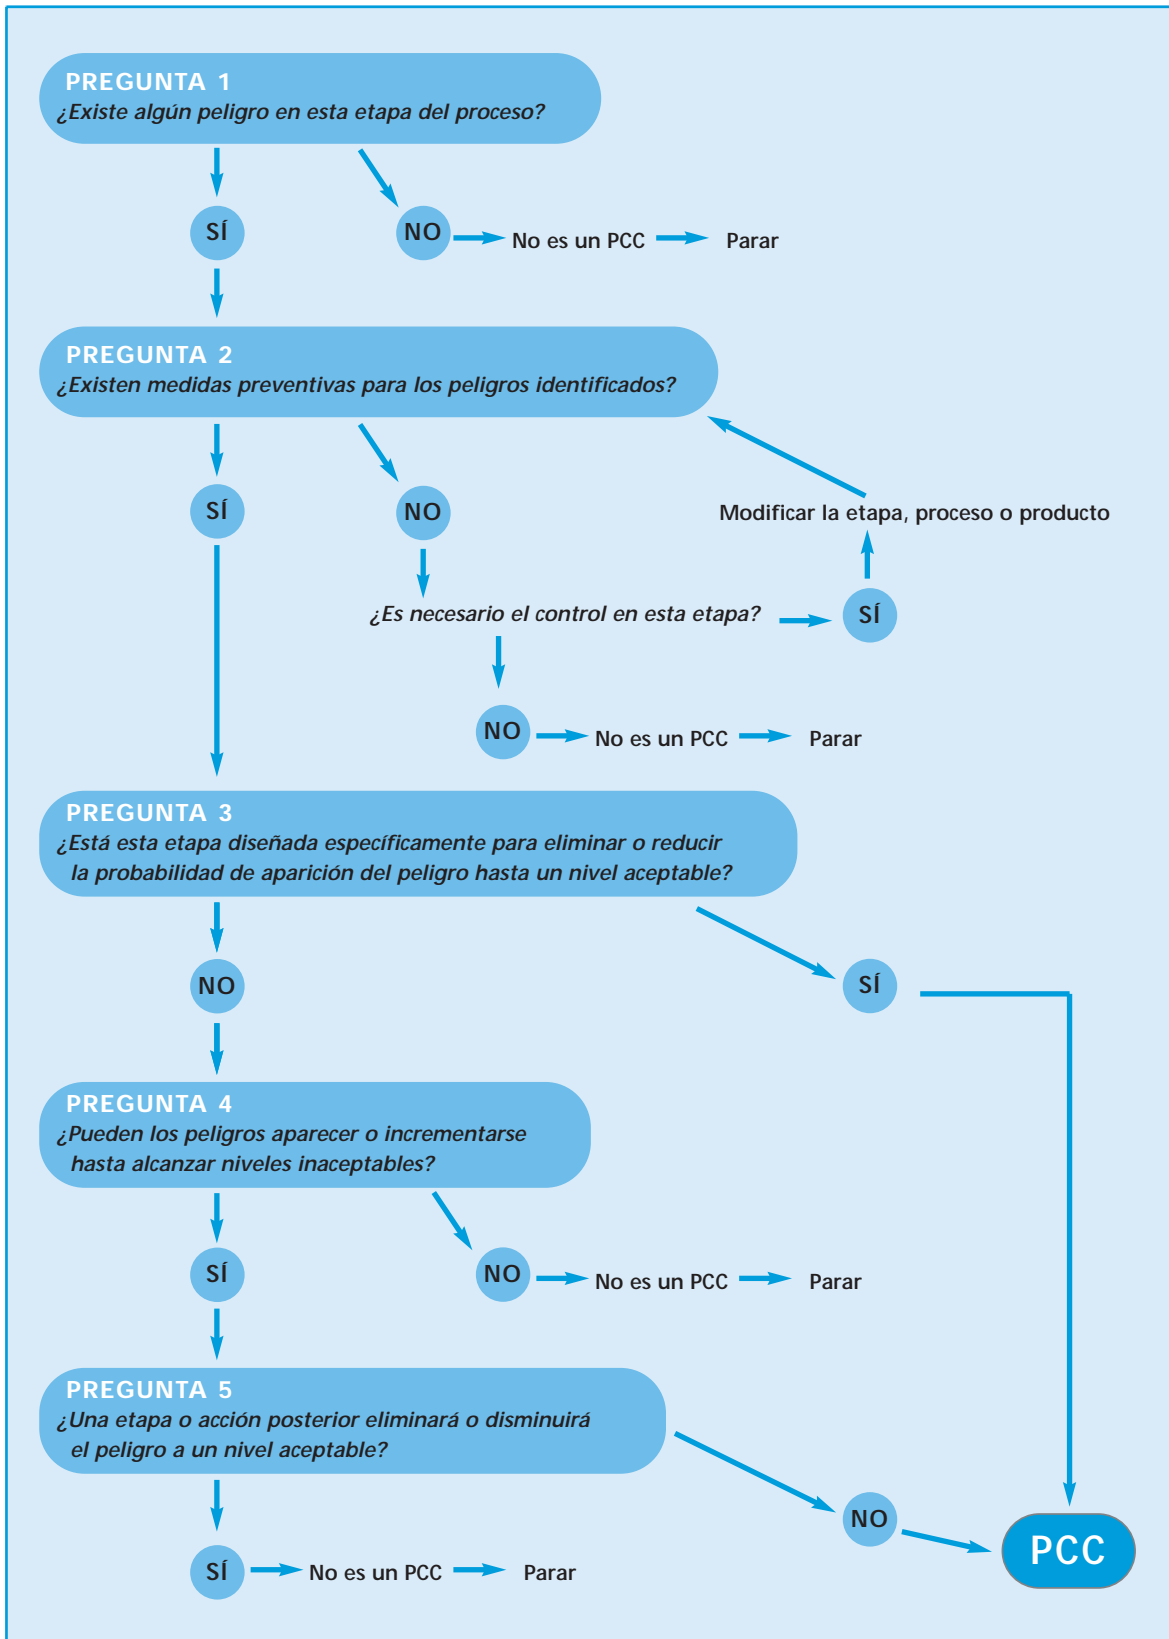 PREGUNTA 1
¿Existe algún peligro en esta etapa del proceso?
SÍ
NO
No es un PCC
Parar
PREGUNTA 2
¿Existen medidas preventivas para los peligros identificados?
SÍ
NO
Modificar la etapa, proceso o producto
¿Es necesario el control en esta etapa?
SÍ
NO
No es un PCC
Parar
PREGUNTA 3
¿Está esta etapa diseñada específicamente para eliminar o reducir
la probabilidad de aparición del peligro hasta un nivel aceptable?
NO
SÍ
PREGUNTA 4
¿Pueden los peligros aparecer o incrementarse
hasta alcanzar niveles inaceptables?
SÍ
NO
No es un PCC
Parar
PREGUNTA 5
¿Una etapa o acción posterior eliminará o disminuirá
el peligro a un nivel aceptable?
NO
PCC
SÍ
No es un PCC
Parar